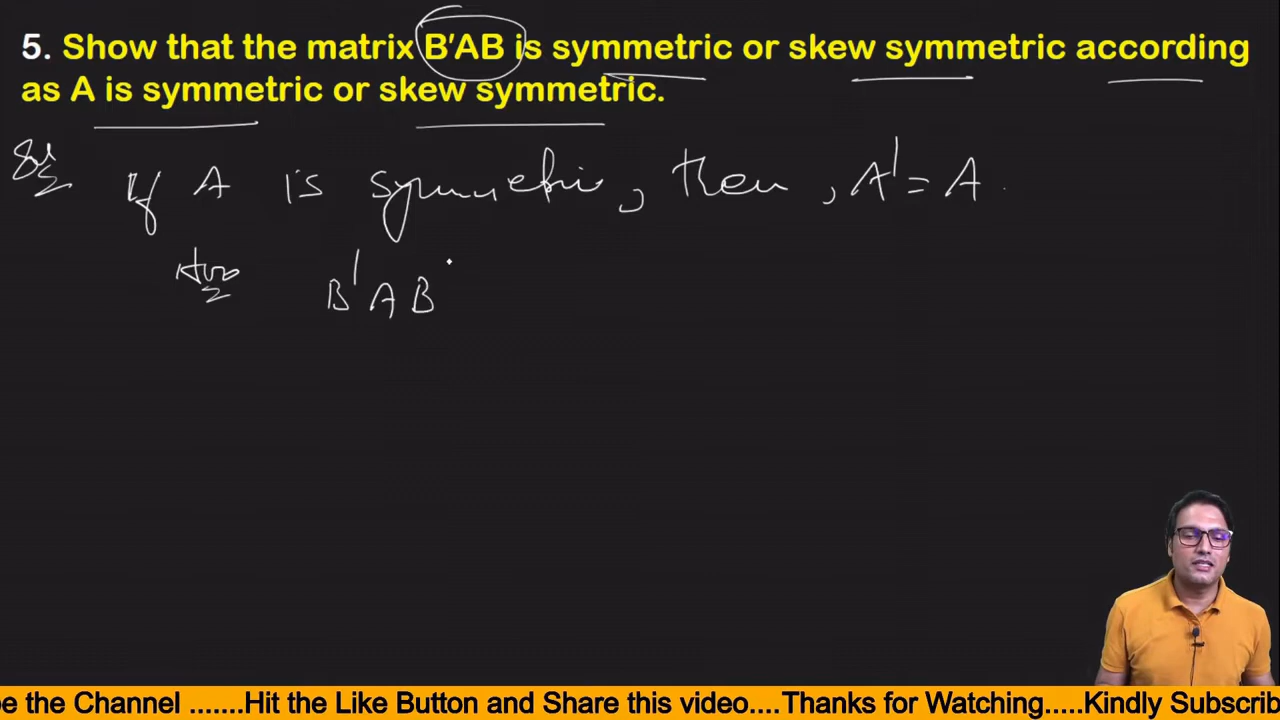 5. Show that the matrix B'AB is symmetric or skew symmetric according
as A is symmetric or skew symmetric.
If A is symmetric, then, A' = A.
B'AB
be the Channel .......Hit the Like Button and Share this video....Thanks for Watching.....Kindly Subscrib